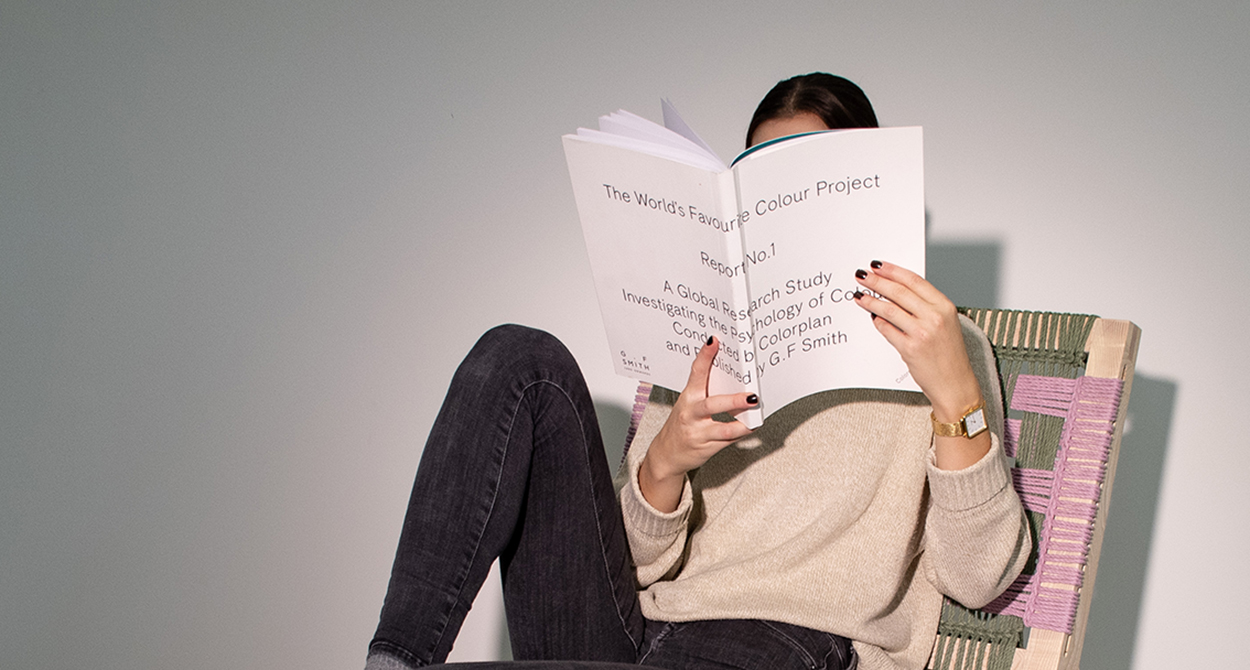 The World's Favourite Colour Project
Report No.1
A Global Research Study
Investigating the Psychology of Colour
Conducted by Colorplan
and Published by G.F Smith
G . F
SMITH